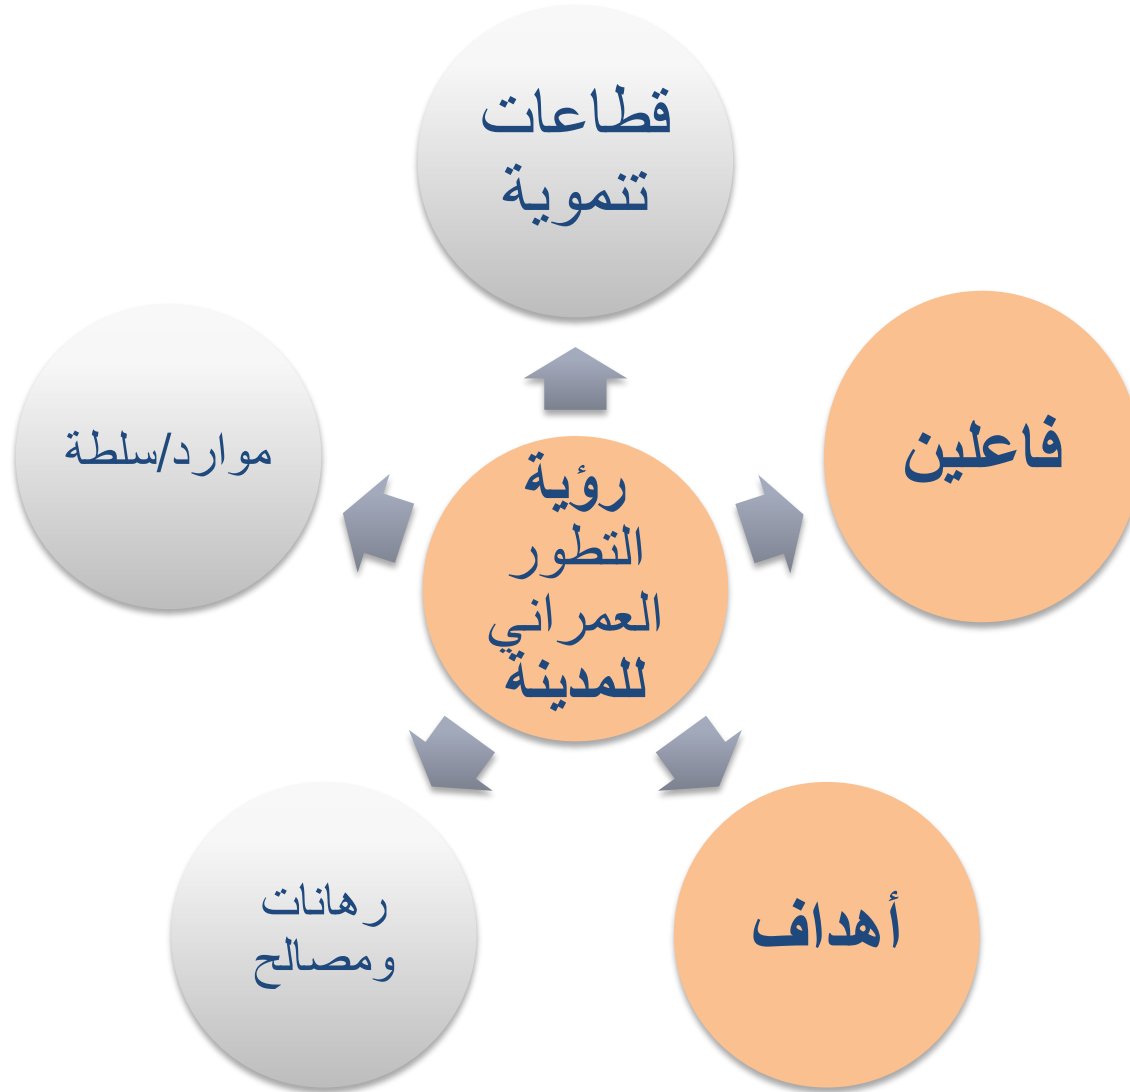 قطاعات
تنموية
فاعلين
موارد/سلطة
رؤية
التطور
العمراني
للمدينة
أهداف
رهانات
ومصالح